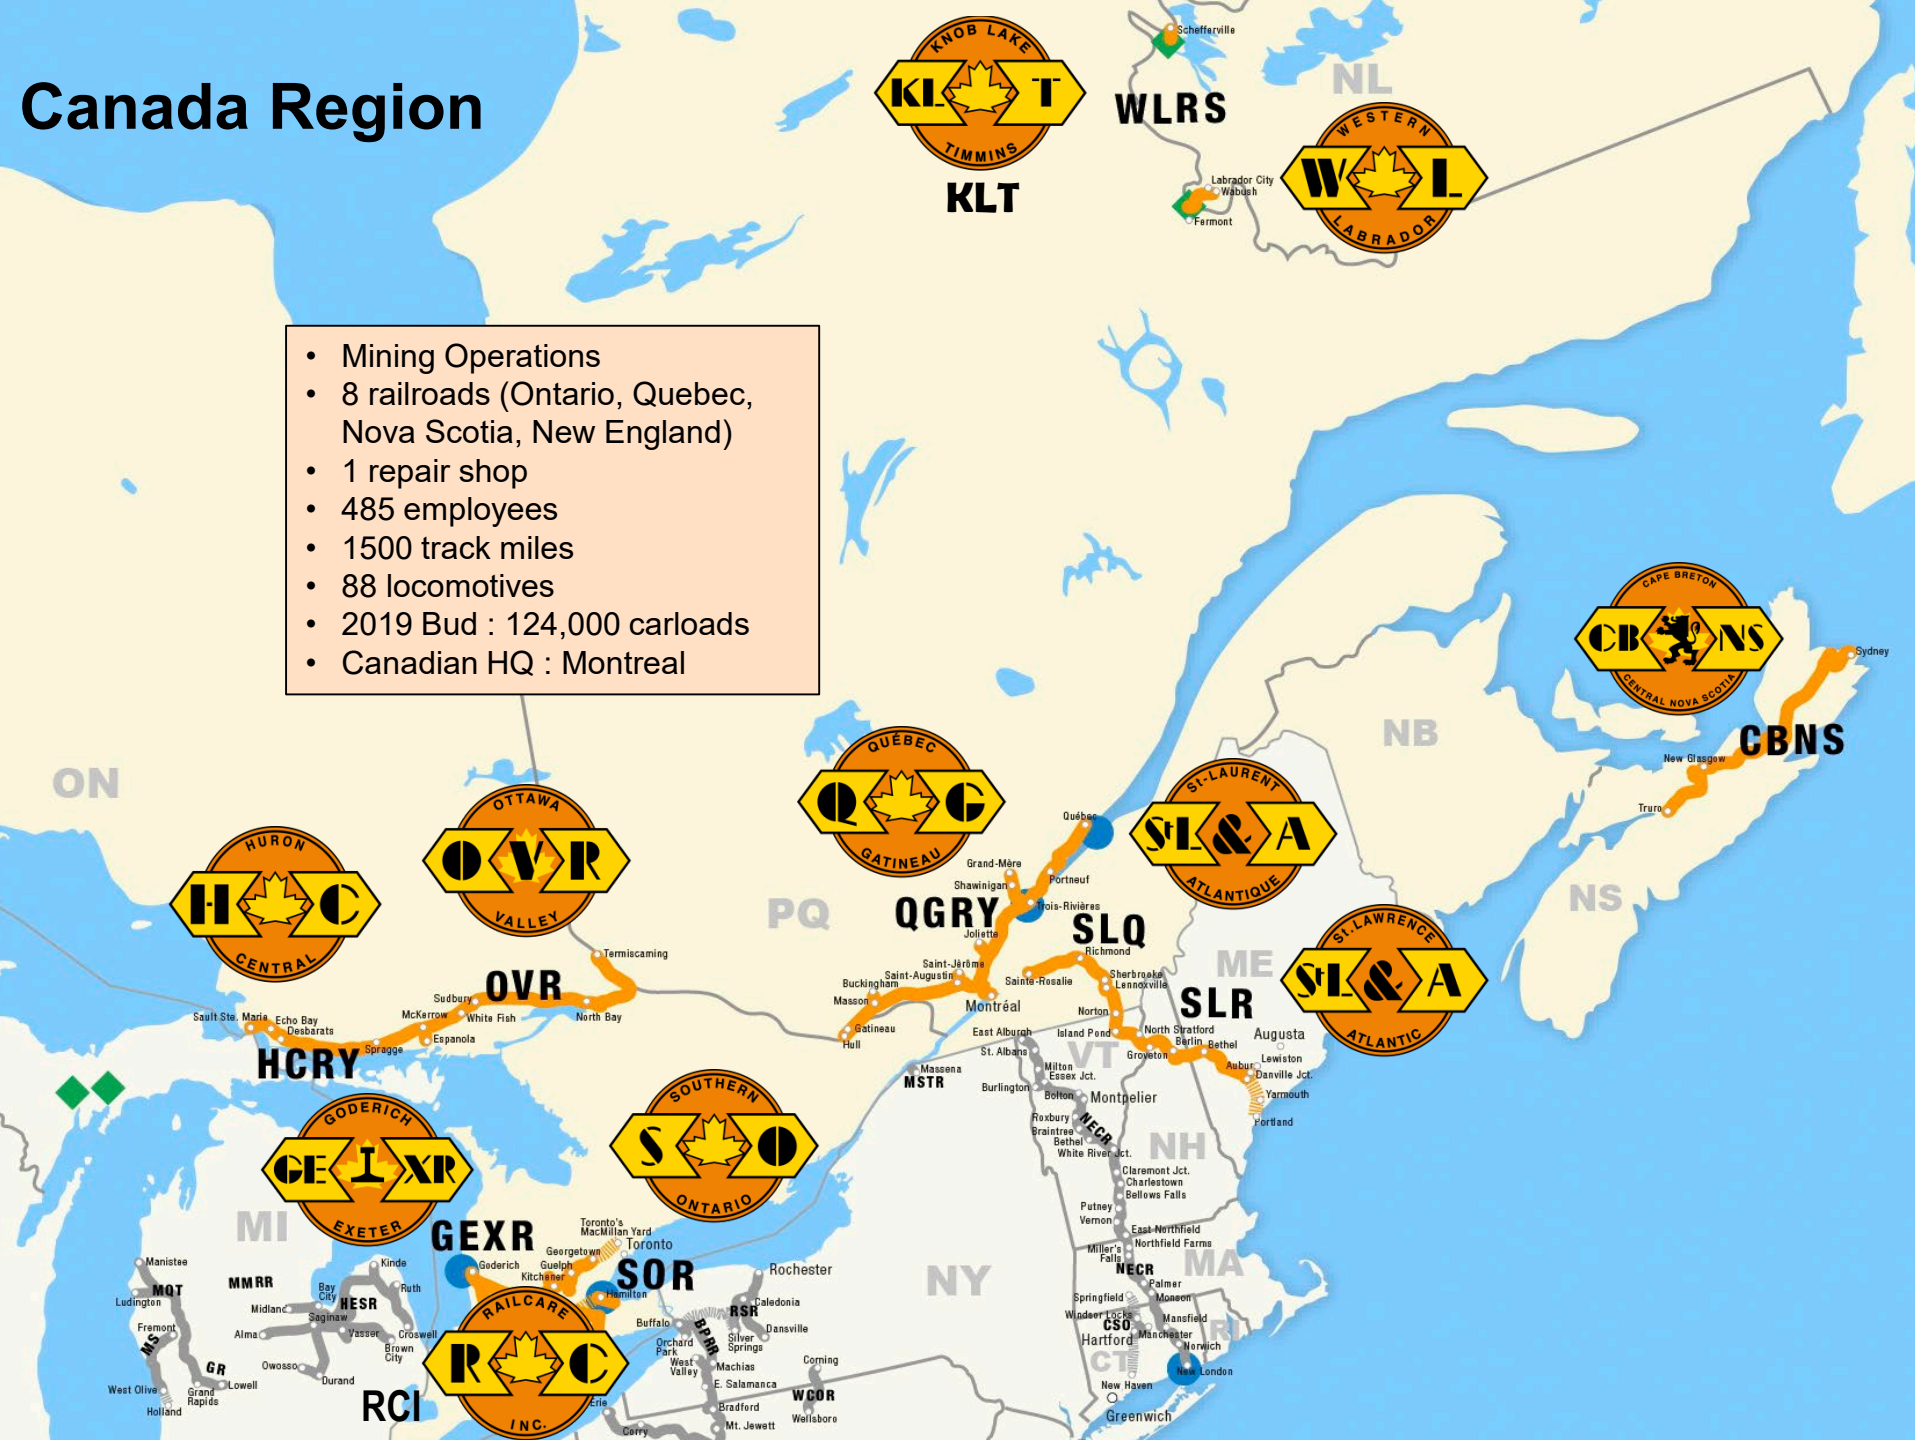 Canada Region
KNOB LAKE
KL T
TIMMINS
KLT
Schefferville
WLRS
NL
WESTERN
W L
LABRADOR
Labrador City
Wabush
Fermont
• Mining Operations
• 8 railroads (Ontario, Quebec,
Nova Scotia, New England)
• 1 repair shop
• 485 employees
• 1500 track miles
• 88 locomotives
• 2019 Bud : 124,000 carloads
• Canadian HQ : Montreal
CAPE BRETON
CB NS
CENTRAL NOVA SCOTIA
Sydney
CBNS
New Glasgow
Truro
NB
NS
ON
HURON
H C
CENTRAL
OTTAWA
O V R
VALLEY
QUÉBEC
Q G
GATINEAU
St-LAURENT
StL & A
ATLANTIQUE
St.LAWRENCE
StL & A
ATLANTIC
PQ
QGRY
Québec
Grand-Mère
Shawinigan
Portneuf
Trois-Rivières
Joliette
Saint-Jérôme
Saint-Augustin
Buckingham
Masson
Montréal
Gatineau
Hull
SLQ
Richmond
Sainte-Rosalie
Sherbrooke
Lennoxville
Norton
SLR
ME
Island Pond
North Stratford
Berlin
Bethel
Groveton
Augusta
Lewiston
Aubur
Danville Jct.
Yarmouth
Portland
Termiscaming
OVR
Sudbury
White Fish
North Bay
McKerrow
Espanola
Sault Ste. Marie
Echo Bay
Desbarats
Spragge
HCRY
Massena
MSTR
East Alburgh
St. Albans
VT
Milton
Essex Jct.
Burlington
Bolton
Montpelier
Roxbury
Braintree
Bethel
NECR
White River Jct.
NH
Claremont Jct.
Charlestown
Bellows Falls
Putney
Vernon
East Northfield
Northfield Farms
Miller's
Falls
NECR
MA
Palmer
Springfield
Monson
Windsor Locks
CSO
Mansfield
Hartford
Manchester
RI
Norwich
CT
New London
New Haven
Greenwich
GODERICH
GE XR
EXETER
SOUTHERN
S O
ONTARIO
GEXR
Goderich
Toronto's
MacMillan Yard
Toronto
Georgetown
Guelph
Kitchener
SOR
Hamilton
RAILCARE
R C
INC.
RCI
MI
Manistee
MQT
Ludington
Fremont
MS
GR
West Olive
Holland
Grand
Rapids
Lowell
MMRR
Midland
Alma
Bay
City
HESR
Saginaw
Vasser
Owosso
Durand
Kinde
Ruth
Croswell
Brown
City
NY
Rochester
Caledonia
RSR
Dansville
Silver
Springs
Buffalo
BPRR
Orchard
Park
West
Valley
Machias
E. Salamanca
Bradford
Mt. Jewett
Corning
WCOR
Wellsboro
Erie
Corry